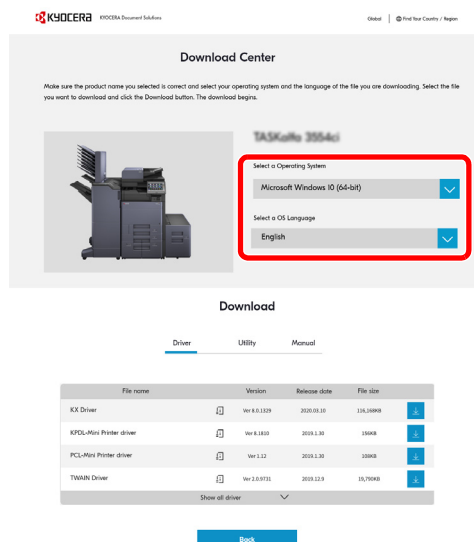 KYOCERA KYOCERA Document Solutions Global Find Your Country / Region
Download Center
Make sure the product name you selected is correct and select your operating system and the language of the file you are downloading. Select the file
you want to download and click the Download button. The download begins.
TASKalfa 3554ci
Select a Operating System
Microsoft Windows 10 (64-bit)
Select a OS Language
English
Download
Driver Utility Manual
File name Version Release date File size
KX Driver Ver 8.0.1329 2020.03.10 116,168KB
KPDL-Mini Printer driver Ver 8.1810 2019.1.30 156KB
PCL-Mini Printer driver Ver 1.12 2019.1.30 108KB
TWAIN Driver Ver 2.0.9731 2019.12.9 19,790KB
Show all driver
Back